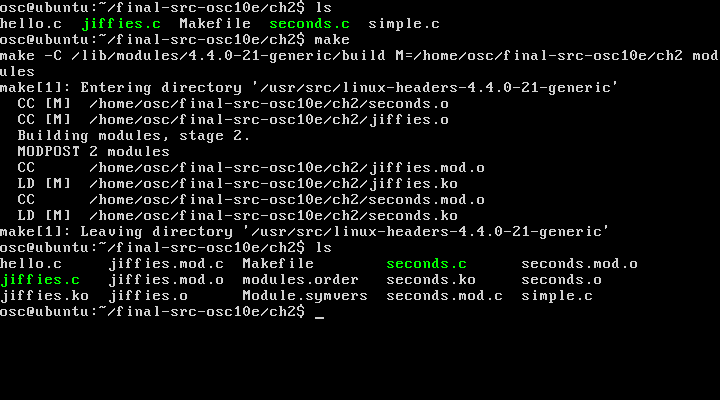 osc@ubuntu:~/final-src-osc10e/ch2$ ls
hello.c  jiffies.c  Makefile  seconds.c  simple.c
osc@ubuntu:~/final-src-osc10e/ch2$ make
make -C /lib/modules/4.4.0-21-generic/build M=/home/osc/final-src-osc10e/ch2 mod
ules
make[1]: Entering directory '/usr/src/linux-headers-4.4.0-21-generic'
  CC [M]  /home/osc/final-src-osc10e/ch2/seconds.o
  CC [M]  /home/osc/final-src-osc10e/ch2/jiffies.o
  Building modules, stage 2.
  MODPOST 2 modules
  CC      /home/osc/final-src-osc10e/ch2/jiffies.mod.o
  LD [M]  /home/osc/final-src-osc10e/ch2/jiffies.ko
  CC      /home/osc/final-src-osc10e/ch2/seconds.mod.o
  LD [M]  /home/osc/final-src-osc10e/ch2/seconds.ko
make[1]: Leaving directory '/usr/src/linux-headers-4.4.0-21-generic'
osc@ubuntu:~/final-src-osc10e/ch2$ ls
hello.c     jiffies.mod.c  Makefile        seconds.c      seconds.mod.o
jiffies.c   jiffies.mod.o  modules.order   seconds.ko     seconds.o
jiffies.ko  jiffies.o      Module.symvers  seconds.mod.c  simple.c
osc@ubuntu:~/final-src-osc10e/ch2$ _